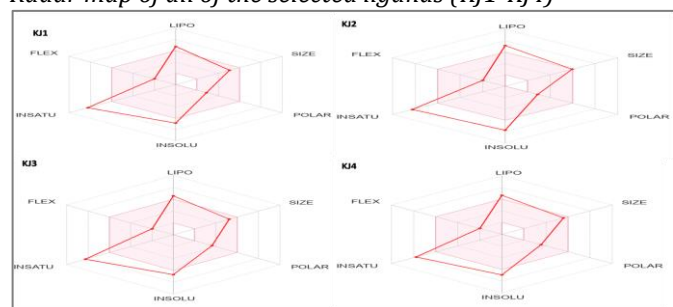 Radar map of all of the selected ligands (KJ1-KJ4)
KJ1
LIPO
FLEX
SIZE
INSATU
POLAR
INSOLU
KJ2
LIPO
FLEX
SIZE
INSATU
POLAR
INSOLU
KJ3
LIPO
FLEX
SIZE
INSATU
POLAR
INSOLU
KJ4
LIPO
FLEX
SIZE
INSATU
POLAR
INSOLU